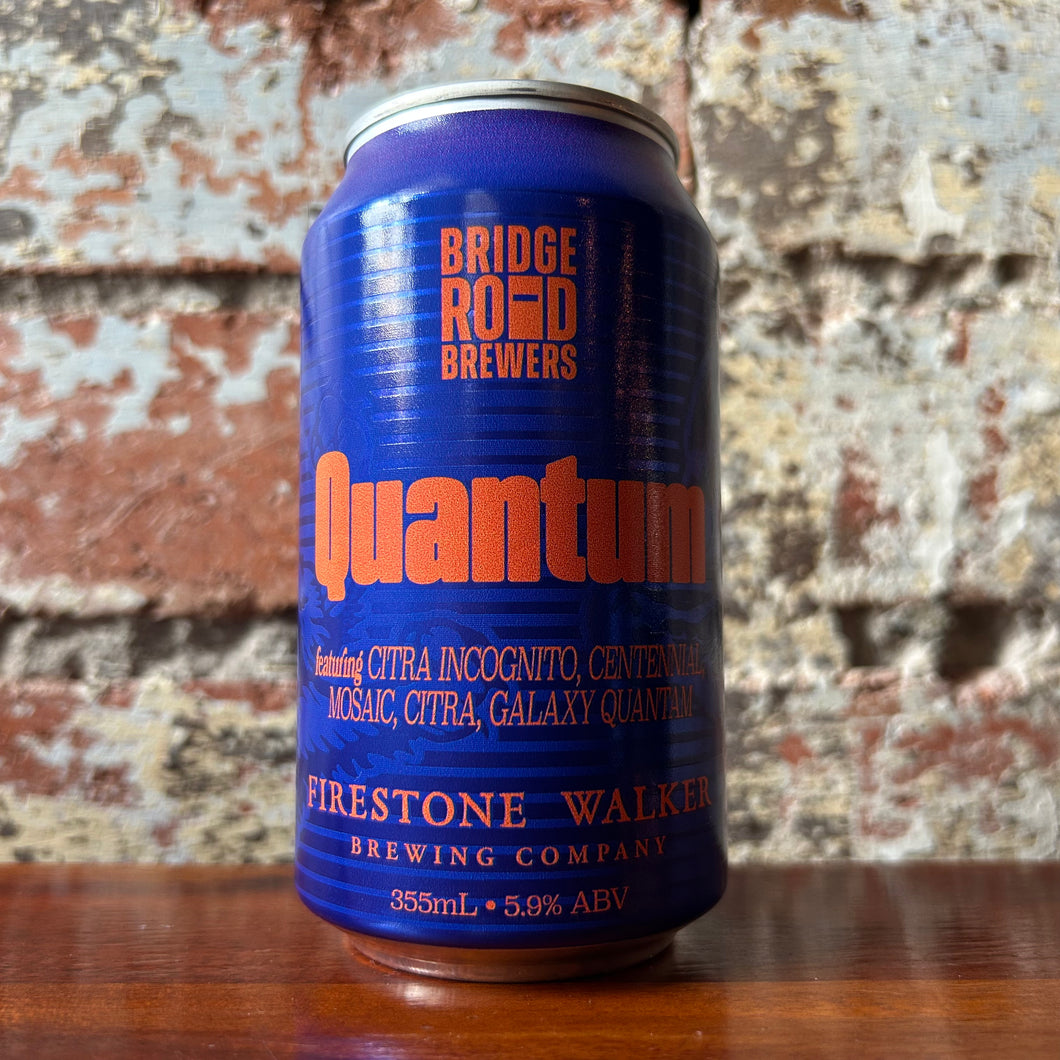 BRIDGE
ROAD
BREWERS
Quantum
featuring CITRA INCOGNITO, CENTENNIAL,
MOSAIC, CITRA, GALAXY QUANTAM
FIRESTONE WALKER
BREWING COMPANY
355mL • 5.9% ABV